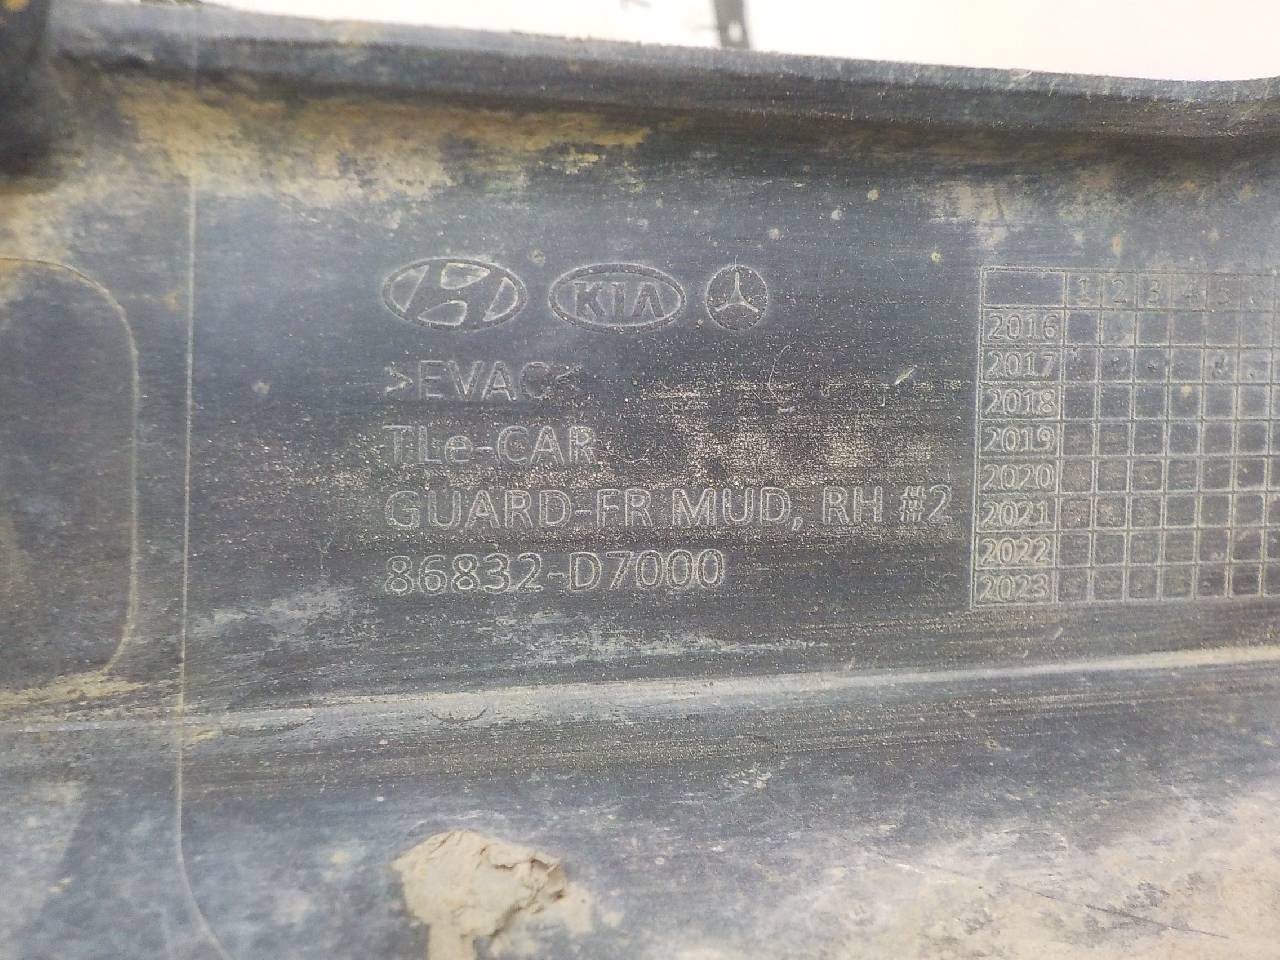 KIA
>EVAC<
TLe-CAR
GUARD-FR MUD, RH #2
86832-D7000
1 2 3 4 5
2016
2017
2018
2019
2020
2021
2022
2023